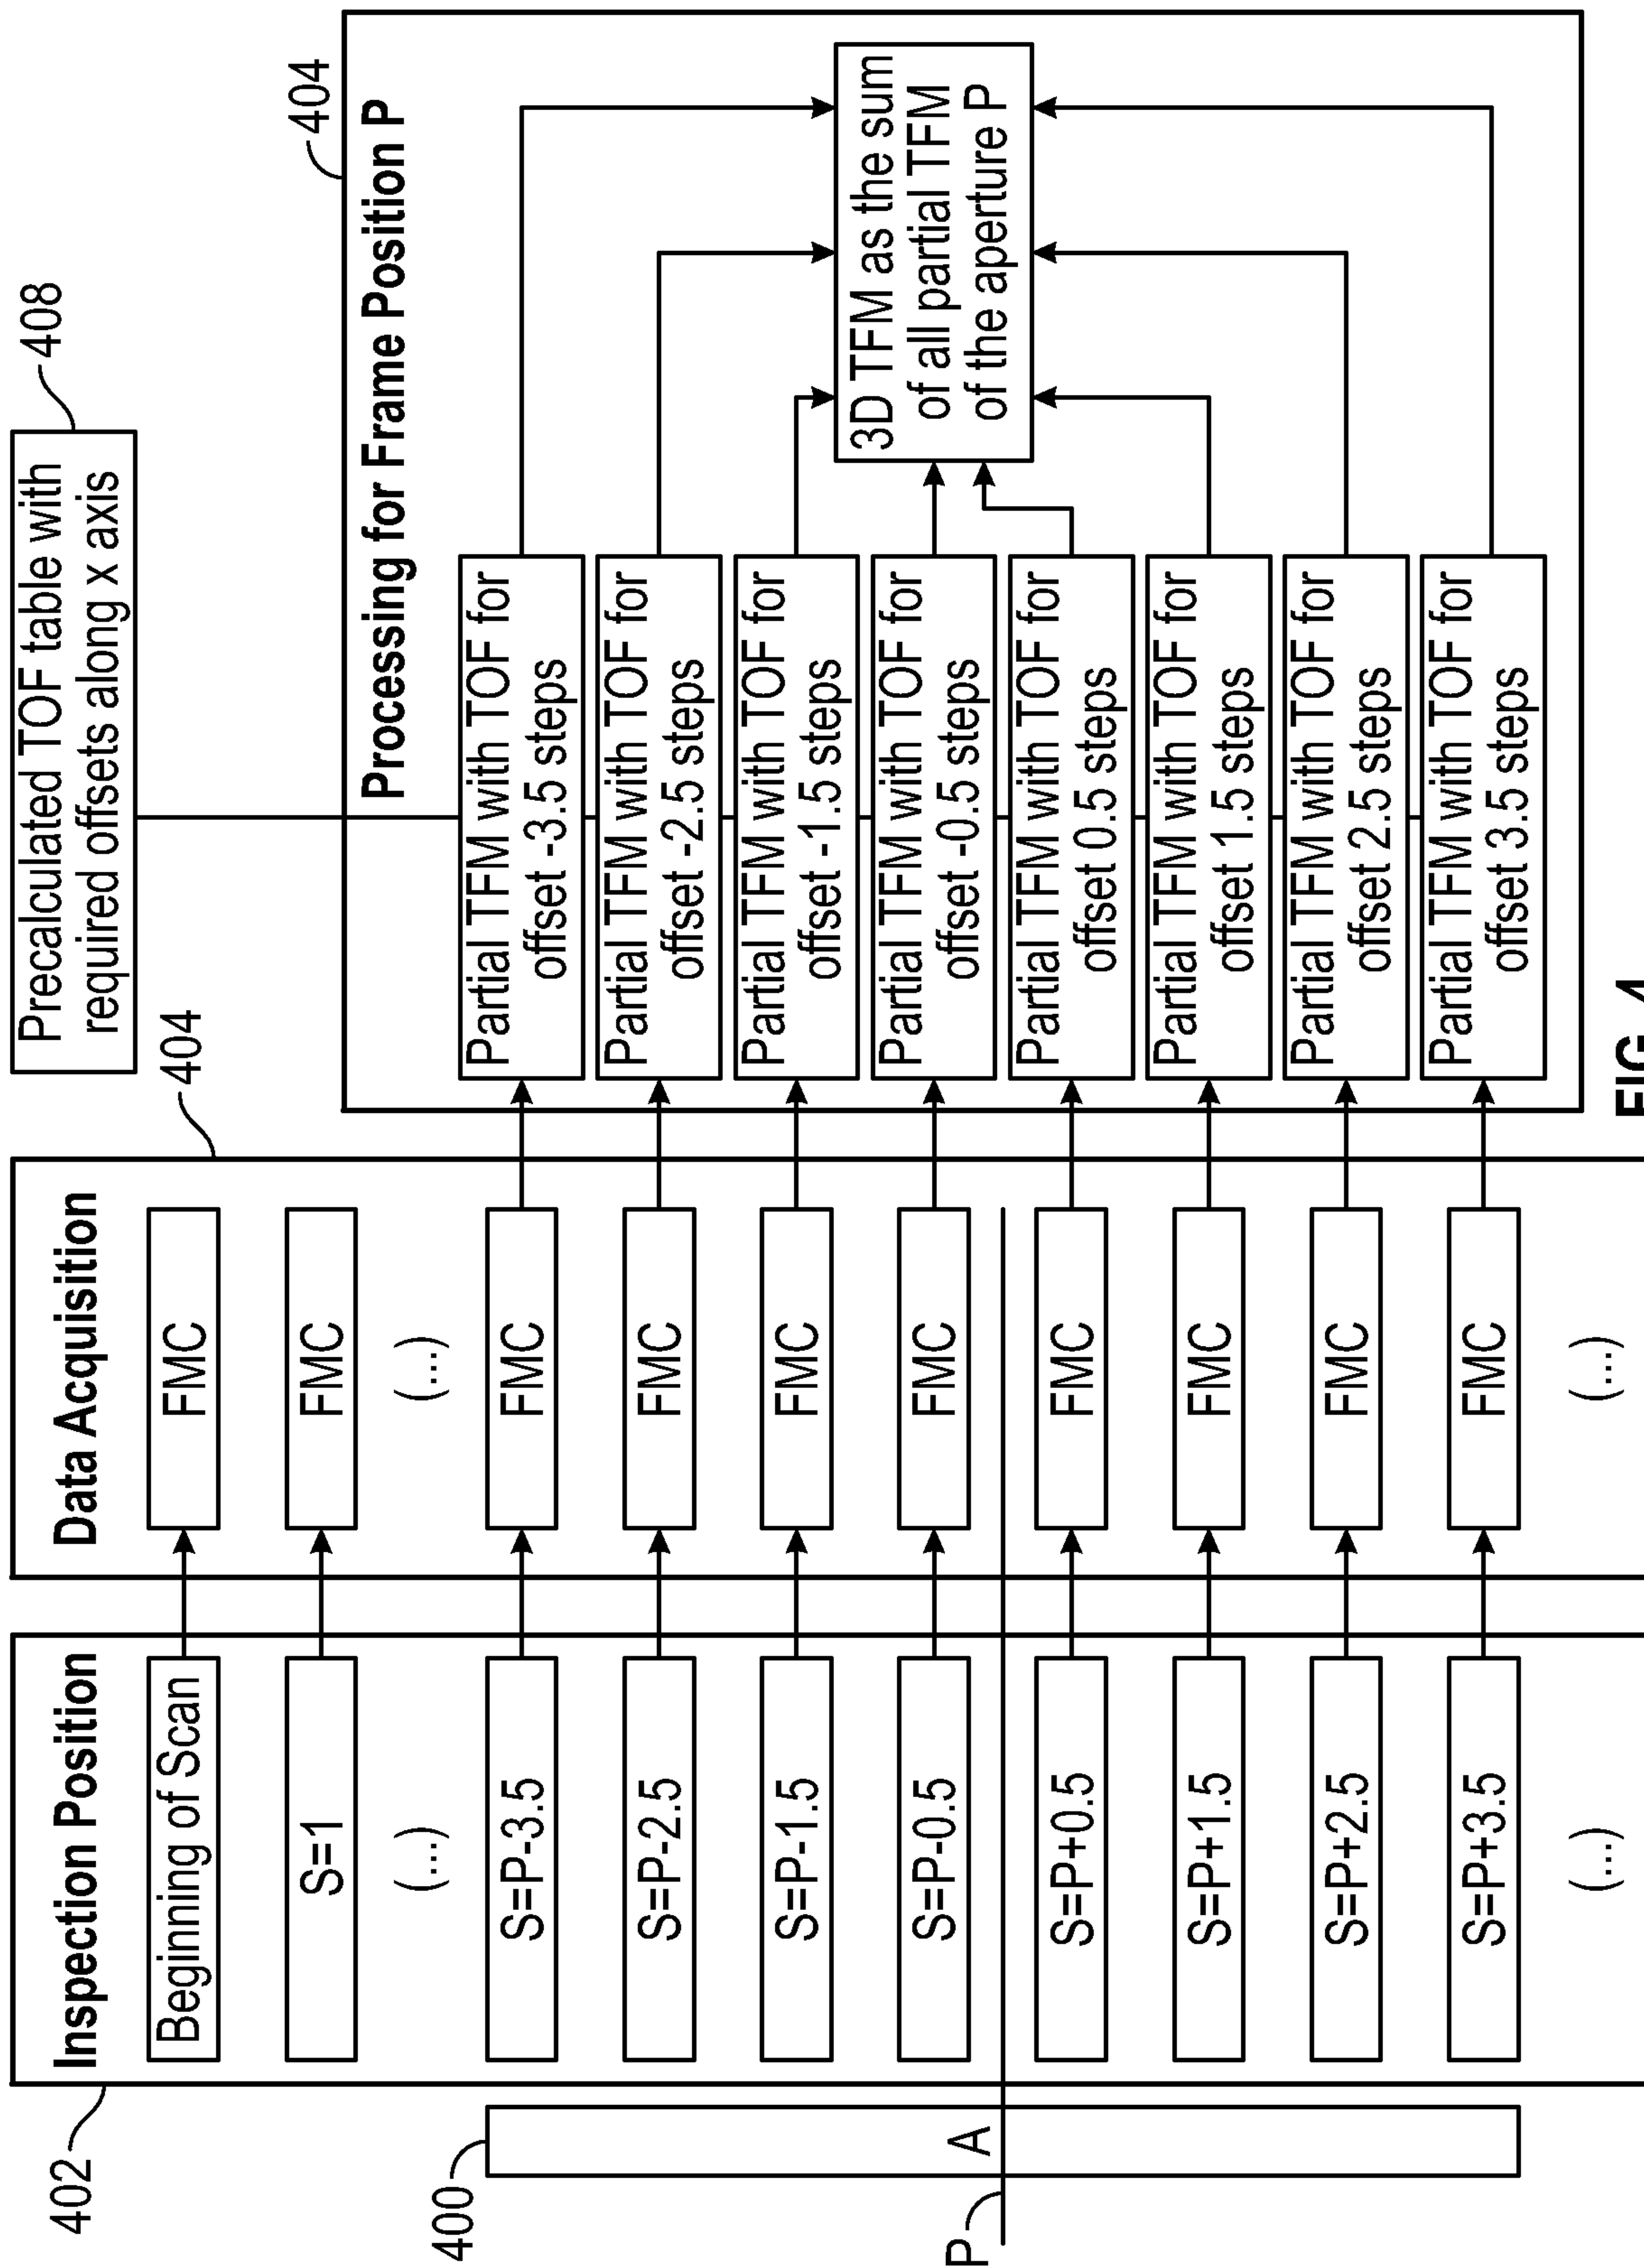 402
Inspection Position
Beginning of Scan
S=1
(...)
S=P-3.5
S=P-2.5
S=P-1.5
S=P-0.5
S=P+0.5
S=P+1.5
S=P+2.5
S=P+3.5
(...)
400
A
P
404
Data Acquisition
FMC
FMC
(...)
FMC
FMC
FMC
FMC
FMC
FMC
FMC
FMC
(...)
408
Precalculated TOF table with
required offsets along x axis
404
Processing for Frame Position P
Partial TFM with TOF for
offset -3.5 steps
Partial TFM with TOF for
offset -2.5 steps
Partial TFM with TOF for
offset -1.5 steps
Partial TFM with TOF for
offset -0.5 steps
Partial TFM with TOF for
offset 0.5 steps
Partial TFM with TOF for
offset 1.5 steps
Partial TFM with TOF for
offset 2.5 steps
Partial TFM with TOF for
offset 3.5 steps
3D TFM as the sum
of all partial TFM
of the aperture P
FIG. 4